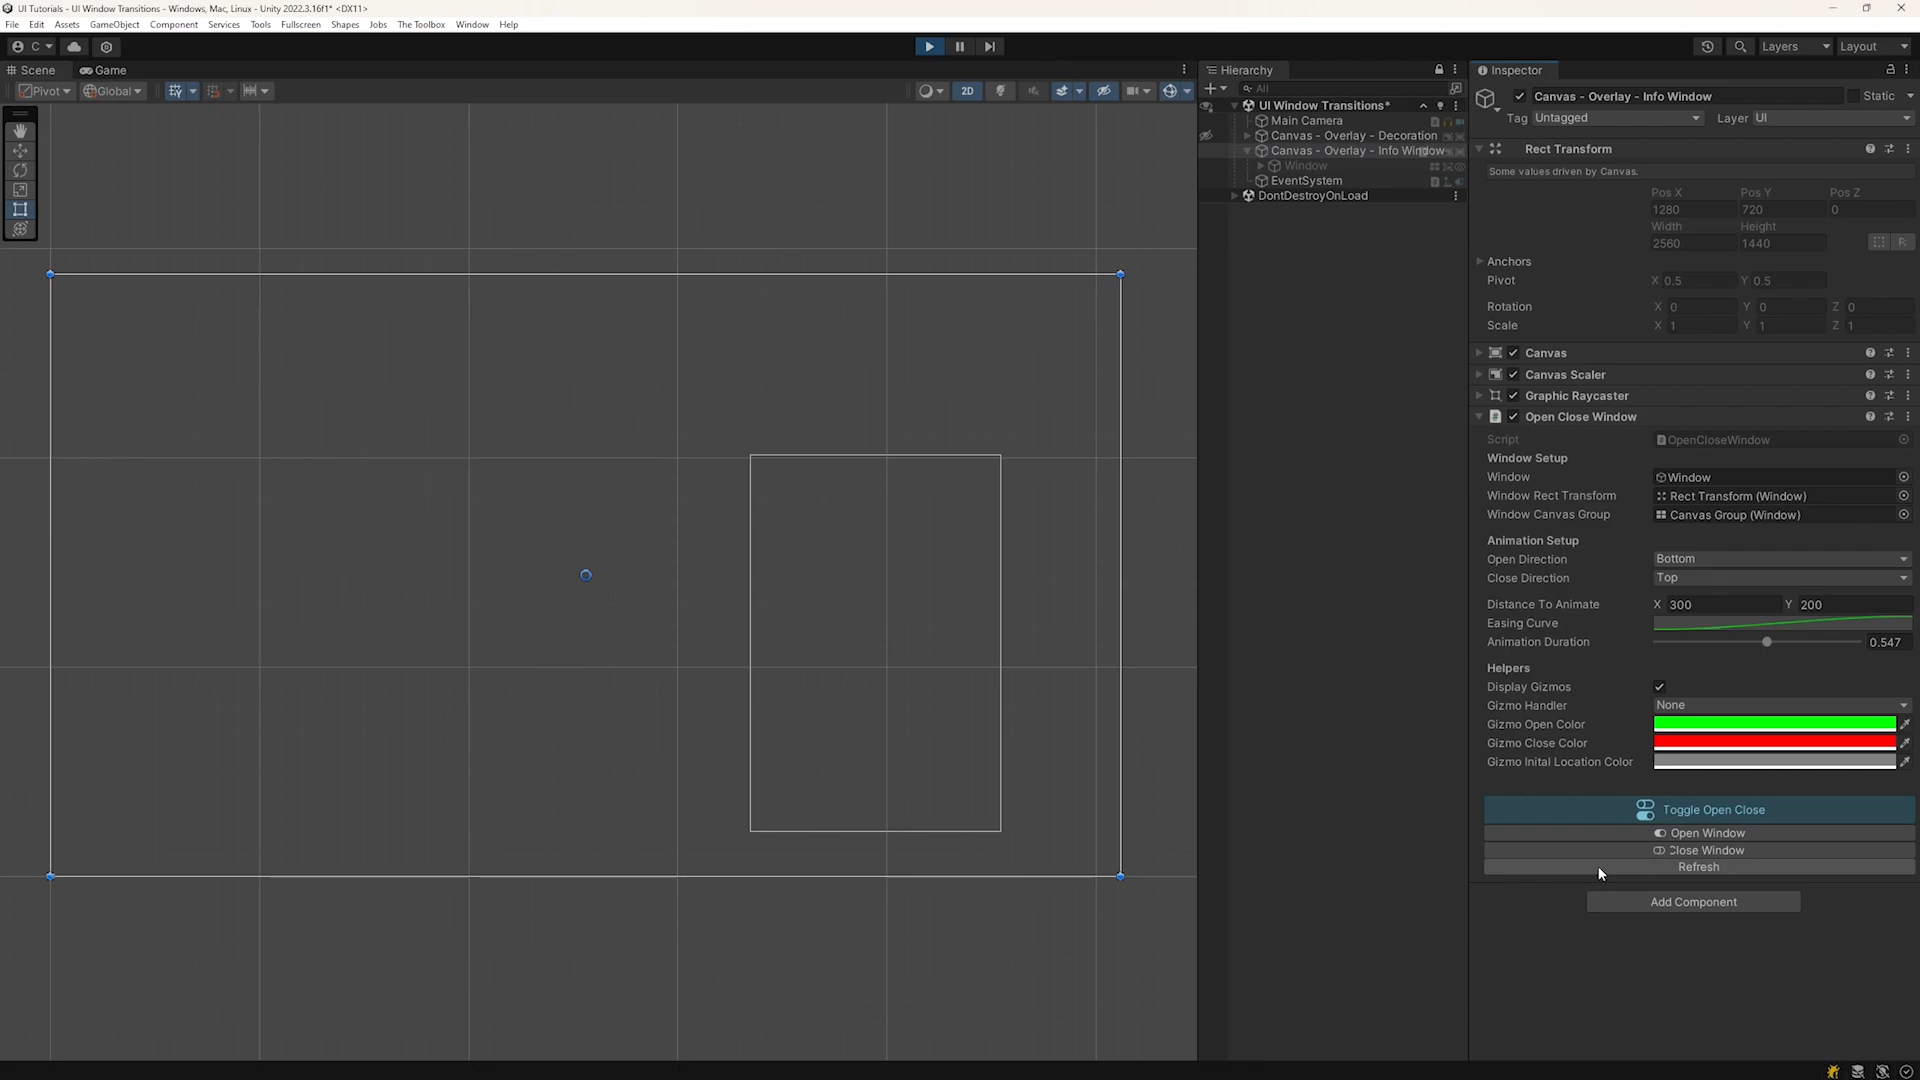 UI Tutorials - UI Window Transitions - Windows, Mac, Linux - Unity 2022.3.16f1* <DX11>
File Edit Assets GameObject Component Services Tools Fullscreen Shapes Jobs The Toolbox Window Help
C Layers Layout
Scene Game
Pivot Global 2D
Hierarchy
All
UI Window Transitions*
Main Camera
Canvas - Overlay - Decoration
Canvas - Overlay - Info Window
Window
EventSystem
DontDestroyOnLoad
Inspector
Canvas - Overlay - Info Window Static
Tag Untagged Layer UI
Rect Transform
Some values driven by Canvas.
Pos X Pos Y Pos Z
1280 720 0
Width Height
2560 1440 R
Anchors
Pivot X 0.5 Y 0.5
Rotation X 0 Y 0 Z 0
Scale X 1 Y 1 Z 1
Canvas
Canvas Scaler
Graphic Raycaster
# Open Close Window
Script OpenCloseWindow
Window Setup
Window Window
Window Rect Transform Rect Transform (Window)
Window Canvas Group Canvas Group (Window)
Animation Setup
Open Direction Bottom
Close Direction Top
Distance To Animate X 300 Y 200
Easing Curve
Animation Duration 0.547
Helpers
Display Gizmos
Gizmo Handler None
Gizmo Open Color
Gizmo Close Color
Gizmo Inital Location Color
Toggle Open Close
Open Window
Close Window
Refresh
Add Component